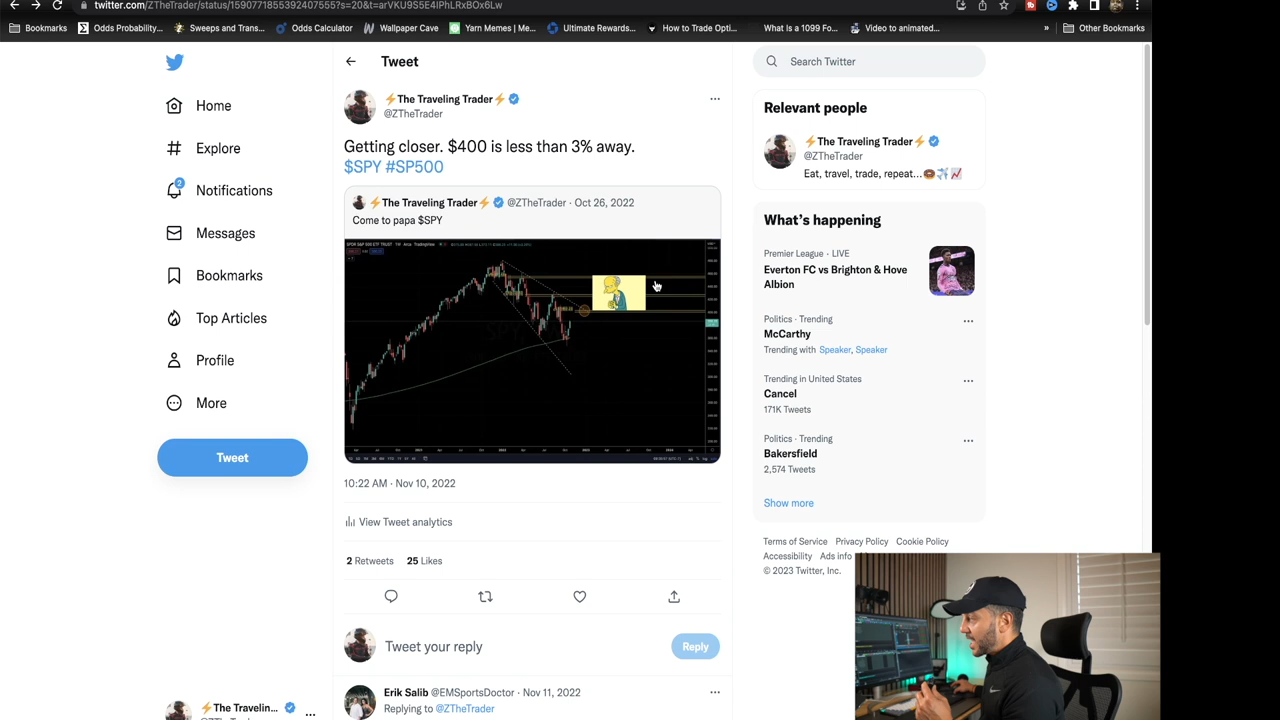 twitter.com/ZTheTrader/status/1590771855392407555?s=20&t=arVKU9S5E4IPhLRxBOx6Lw
Bookmarks
Odds Probability...
Sweeps and Trans...
Odds Calculator
Wallpaper Cave
Yarn Memes | Me...
Ultimate Rewards...
How to Trade Opti...
What Is a 1099 Fo...
Video to animated...
»
Other Bookmarks
Home
Explore
2
Notifications
Messages
Bookmarks
Top Articles
Profile
More
Tweet
⚡The Travelin...
Tweet
⚡The Traveling Trader⚡
@ZTheTrader
Getting closer. $400 is less than 3% away.
$SPY #SP500
⚡The Traveling Trader⚡ @ZTheTrader · Oct 26, 2022
Come to papa $SPY
10:22 AM · Nov 10, 2022
View Tweet analytics
2 Retweets 25 Likes
Tweet your reply
Reply
Erik Salib @EMSportsDoctor · Nov 11, 2022
Replying to @ZTheTrader
Search Twitter
Relevant people
⚡The Traveling Trader⚡
@ZTheTrader
Eat, travel, trade, repeat...🍩✈️📈
What's happening
Premier League · LIVE
Everton FC vs Brighton & Hove
Albion
Politics · Trending
McCarthy
Trending with Speaker, Speaker
Trending in United States
Cancel
171K Tweets
Politics · Trending
Bakersfield
2,574 Tweets
Show more
Terms of Service Privacy Policy Cookie Policy
Accessibility Ads info
© 2023 Twitter, Inc.